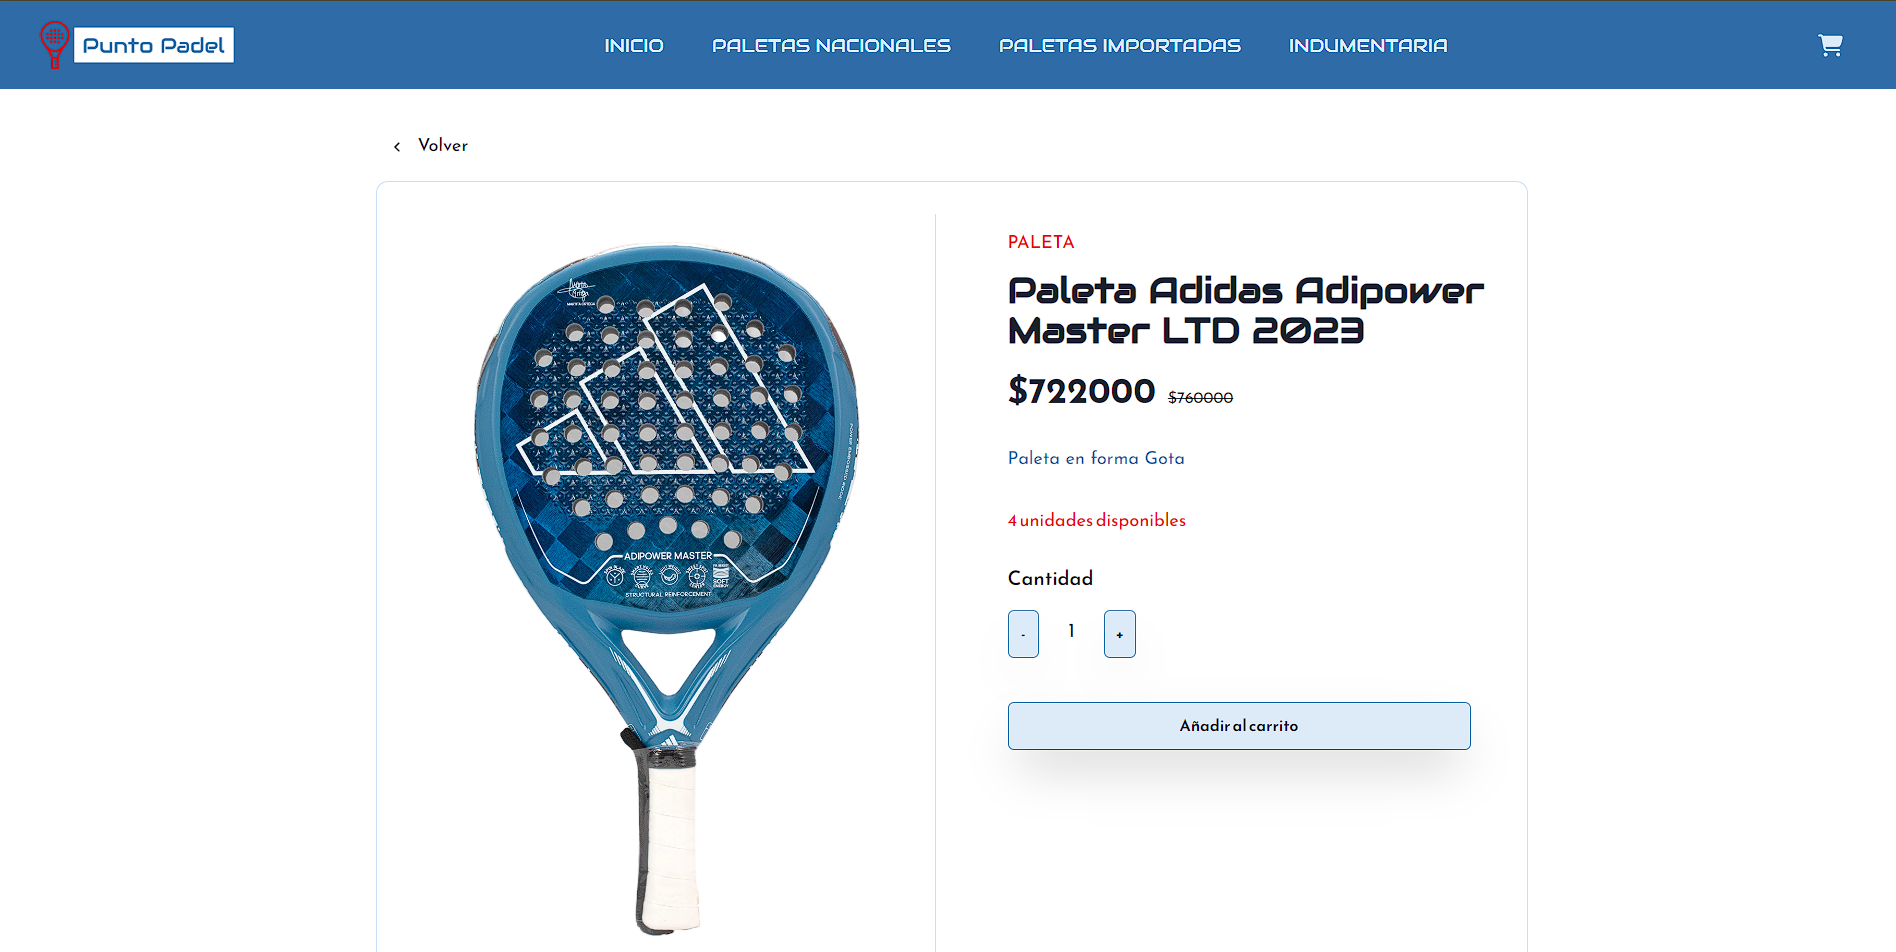 Punto Padel
INICIO
PALETAS NACIONALES
PALETAS IMPORTADAS
INDUMENTARIA
Volver
ADIPOWER MASTER
STRUCTURAL REINFORCEMENT
PALETA
Paleta Adidas Adipower
Master LTD 2023
$722000 $760000
Paleta en forma Gota
4 unidades disponibles
Cantidad
- 1 +
Añadir al carrito